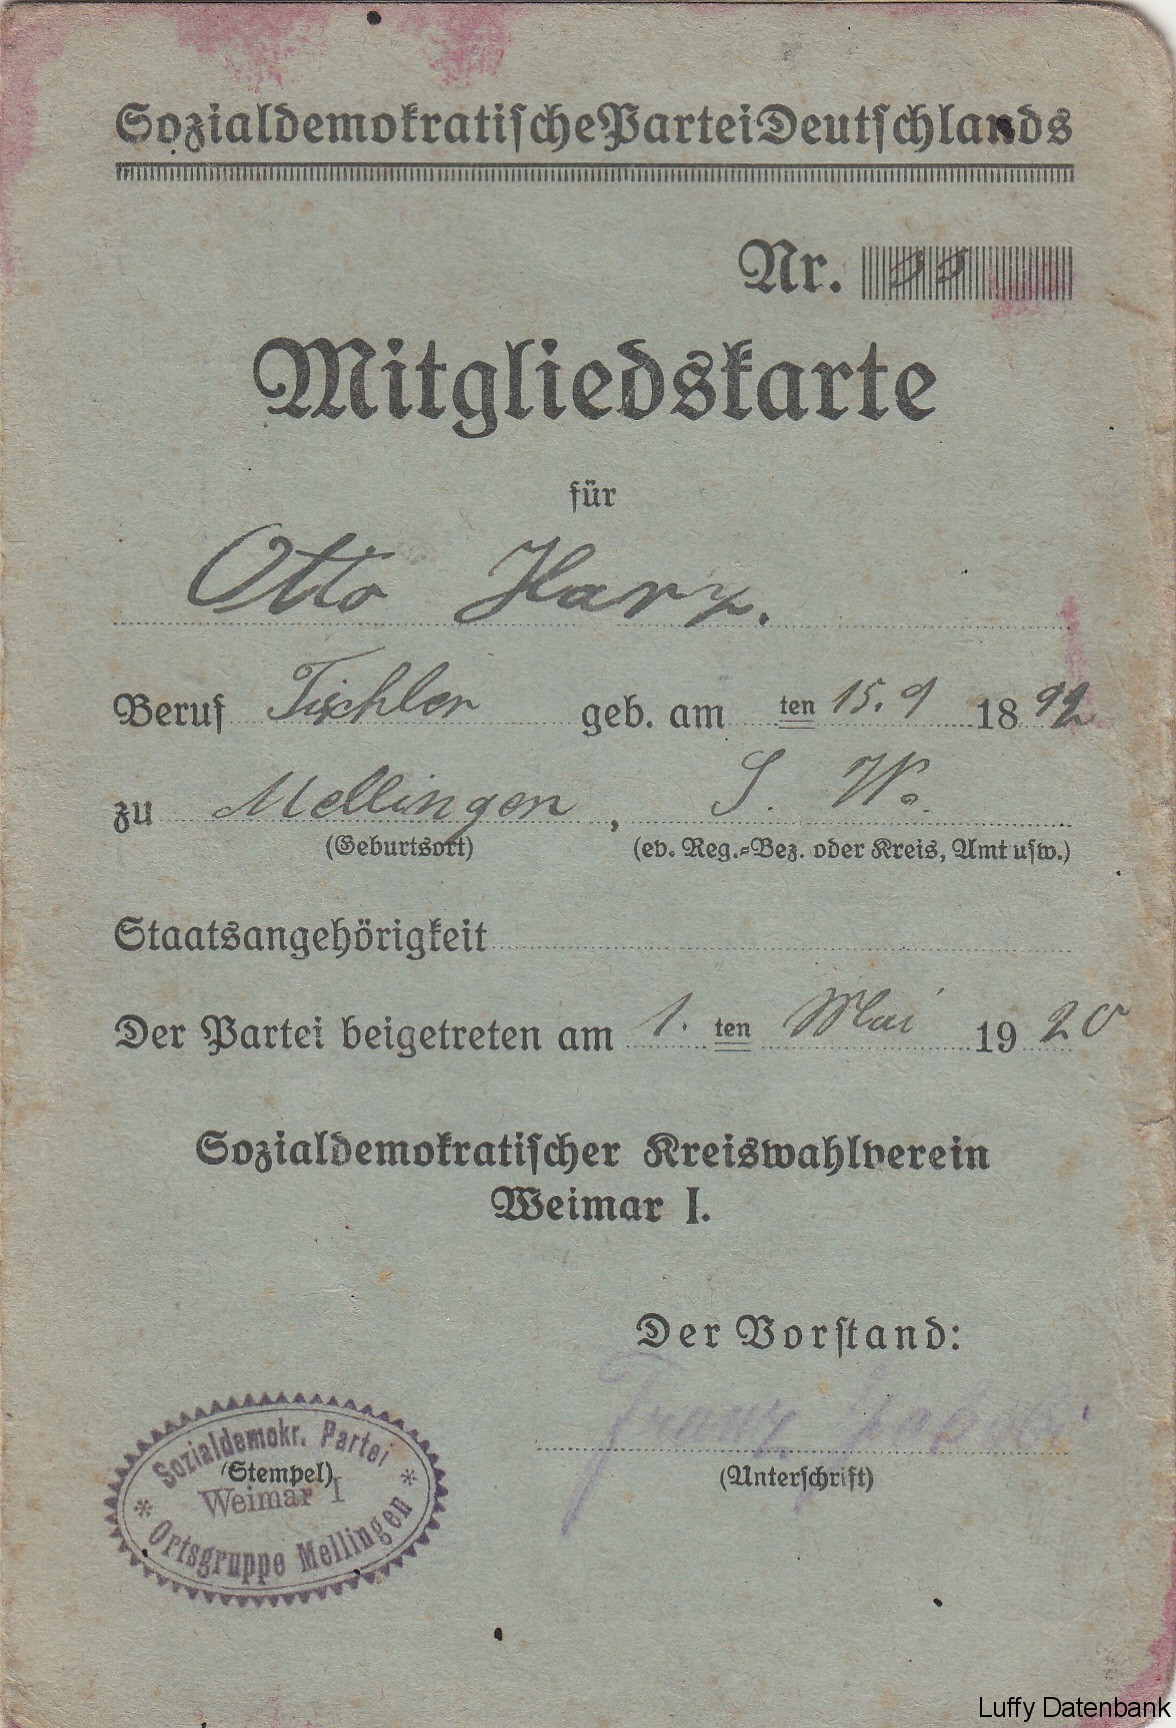 Sozialdemokratische Partei Deutschlands
Nr.
Mitgliedskarte
für
Otto Harz.
Beruf Tischler geb. am ten 15. 9 1892
zu Mellingen, S. W.
(Geburtsort) (ev. Reg.-Bez. oder Kreis, Amt usw.)
Staatsangehörigkeit
Der Partei beigetreten am 1. ten Mai 1920
Sozialdemokratischer Kreiswahlverein
Weimar I.
Der Vorstand:
Franz
(Unterschrift)
Sozialdemokr. Partei
(Stempel)
Weimar I
* Ortsgruppe Mellingen *
Luffy Datenbank